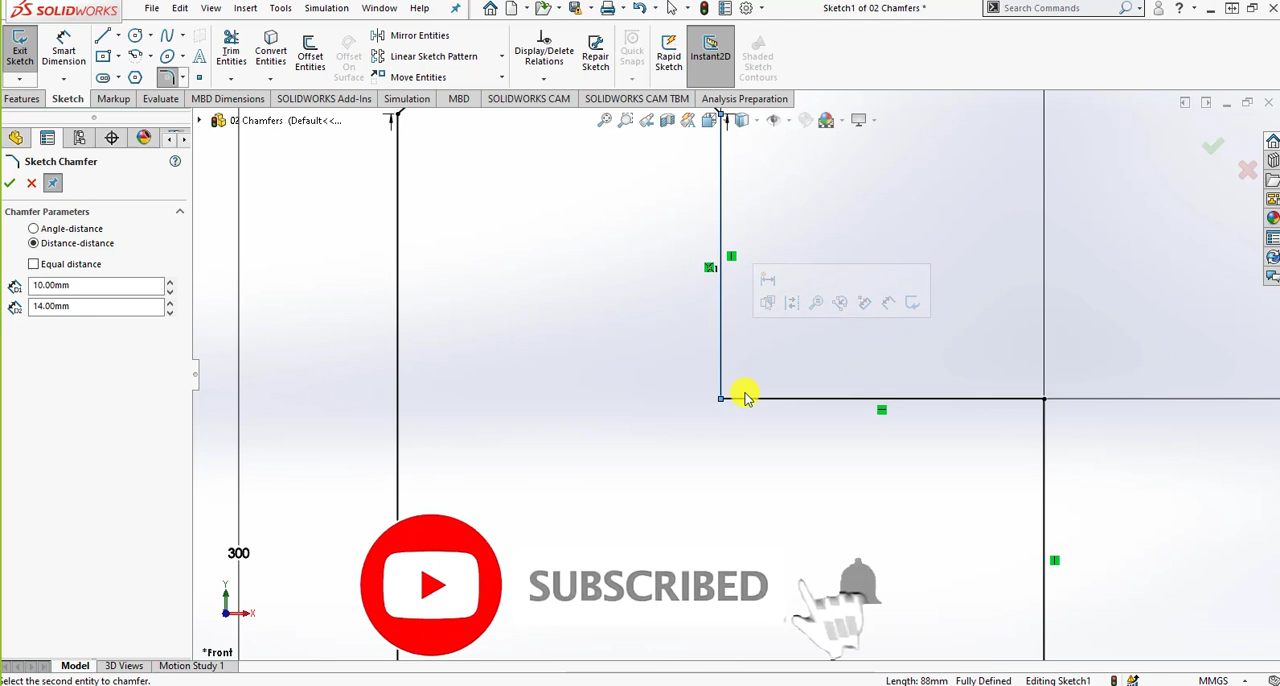 SOLIDWORKS File Edit View Insert Tools Simulation Window Help Sketch1 of 02 Chamfers * Search Commands
Exit Sketch
Smart Dimension
Trim Entities
Convert Entities
Offset Entities
Offset On Surface
Mirror Entities
Linear Sketch Pattern
Move Entities
Display/Delete Relations
Repair Sketch
Quick Snaps
Rapid Sketch
Instant2D
Shaded Sketch Contours
Features Sketch Markup Evaluate MBD Dimensions SOLIDWORKS Add-Ins Simulation MBD SOLIDWORKS CAM SOLIDWORKS CAM TBM Analysis Preparation
02 Chamfers (Default<<...
Sketch Chamfer
Chamfer Parameters
Angle-distance
Distance-distance
Equal distance
D1 10.00mm
D2 14.00mm
1
300
Y
X
*Front
SUBSCRIBED
Model 3D Views Motion Study 1
Select the second entity to chamfer. Length: 88mm Fully Defined Editing Sketch1 MMGS